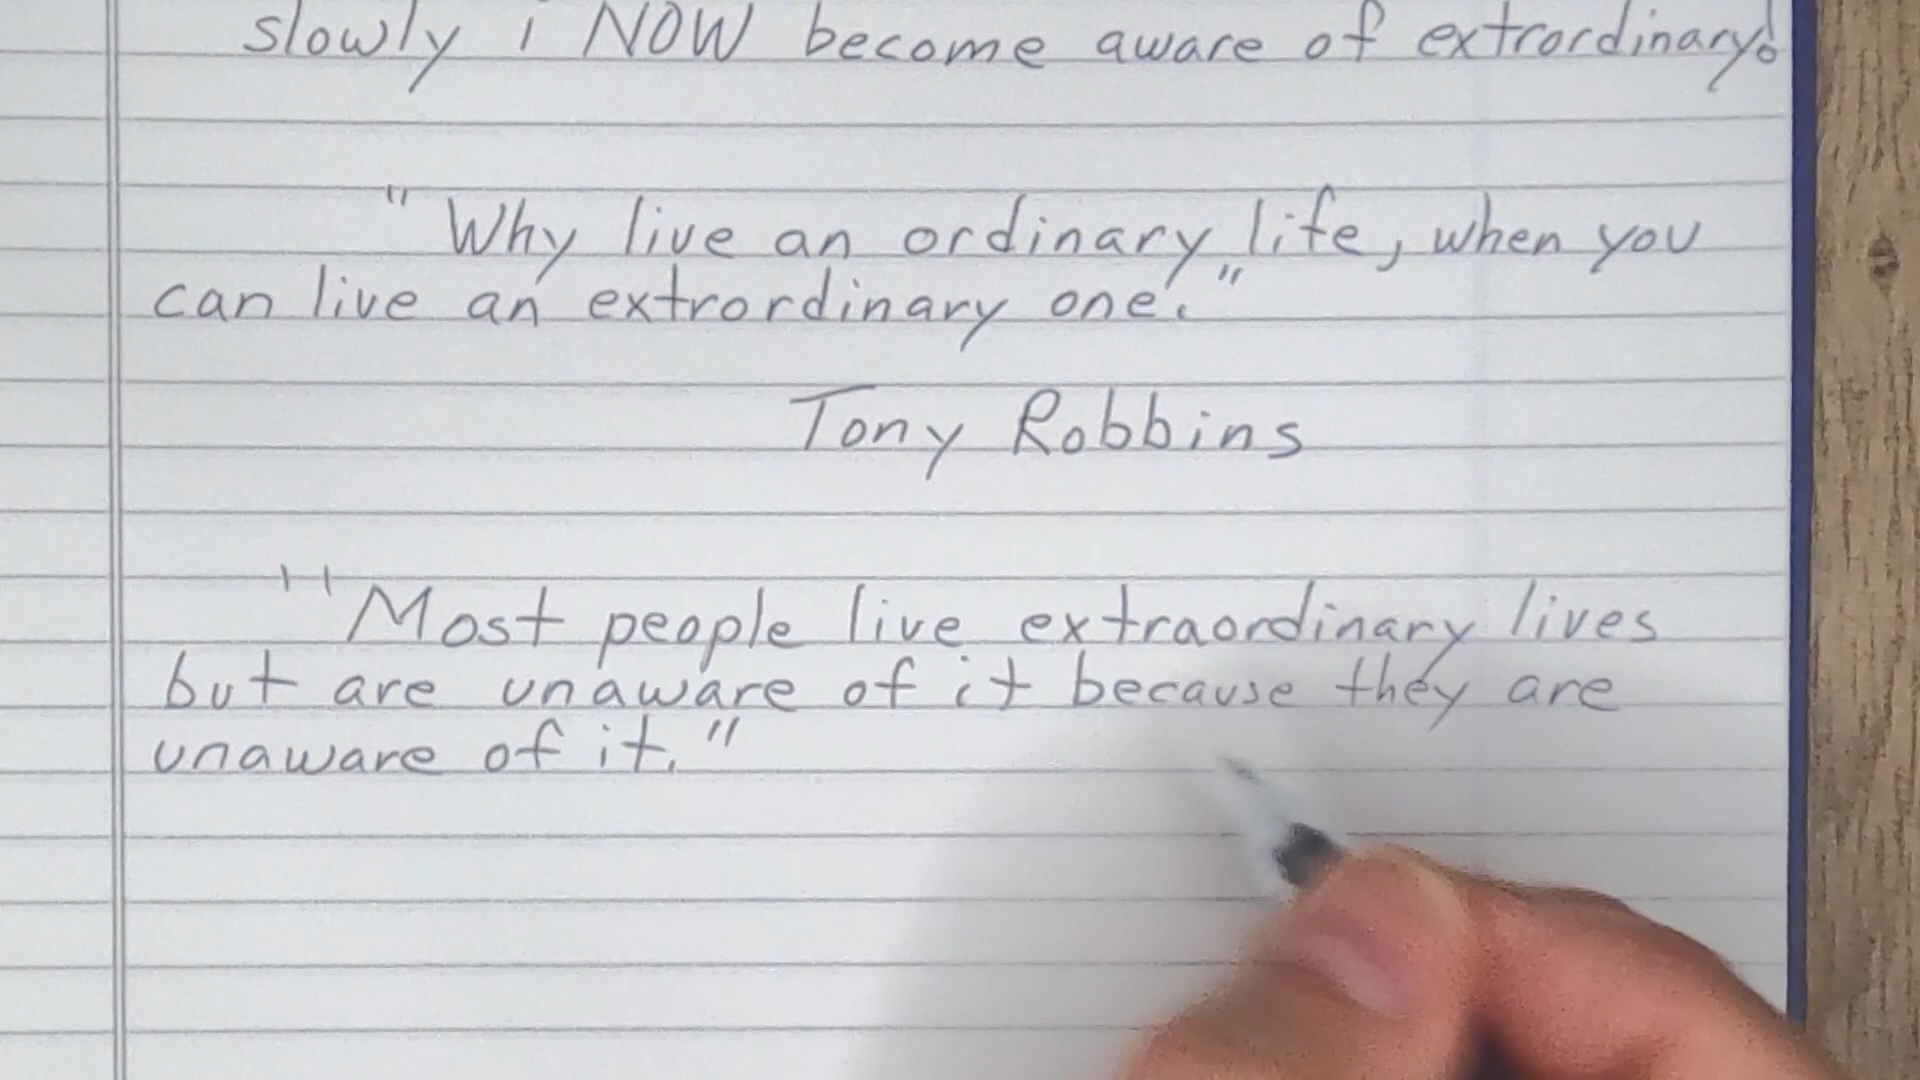 slowly i NOW become aware of extrordinary!
"Why live an ordinary life, when you
can live an extrordinary one."
Tony Robbins
"Most people live extraordinary lives
but are unaware of it because they are
unaware of it."